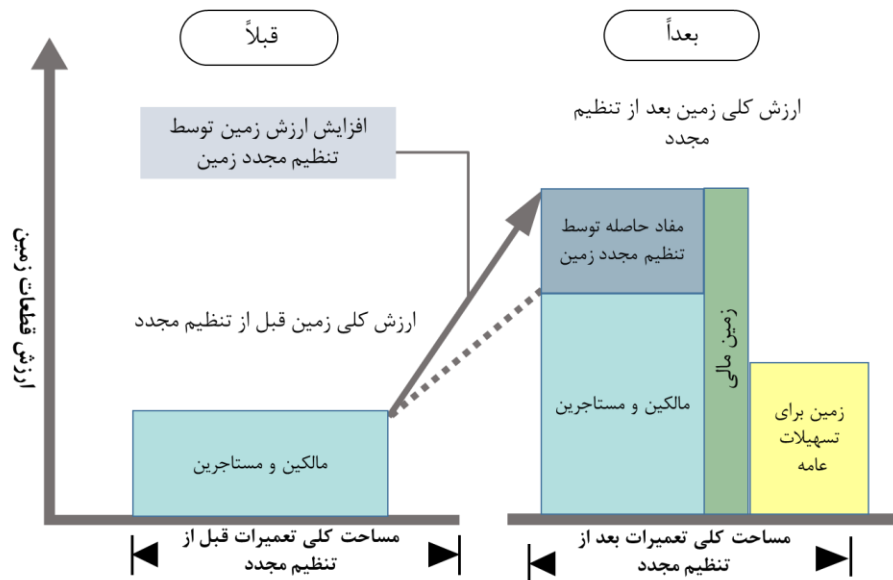 بعداً
قبلاً
ارزش کلی زمین بعد از تنظیم
مجدد
افزایش ارزش زمین توسط
تنظیم مجدد زمین
مفاد حاصله توسط
تنظیم مجدد زمین
ارزش کلی زمین قبل از تنظیم مجدد
ارزش قطعات زمین
زمین مالی
مالکین و مستاجرین
زمین برای
تسهیلات
عامه
مالکین و مستاجرین
مساحت کلی تعمیرات بعد از
تنظیم مجدد
مساحت کلی تعمیرات قبل از
تنظیم مجدد